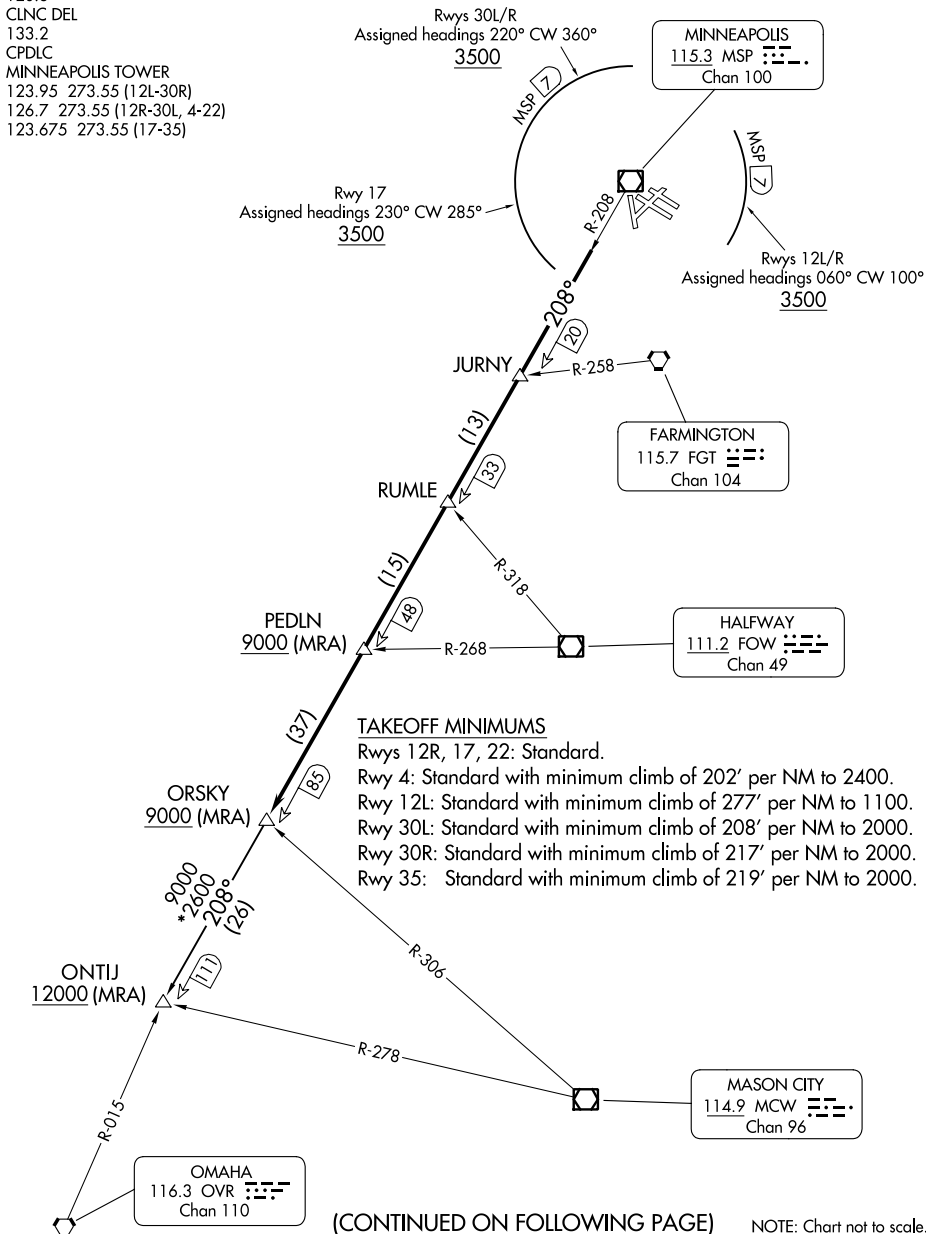 CLNC DEL
133.2
CPDLC
MINNEAPOLIS TOWER
123.95 273.55 (12L-30R)
126.7 273.55 (12R-30L, 4-22)
123.675 273.55 (17-35)
Rwys 30L/R
Assigned headings 220° CW 360°
3500
MSP 7
MINNEAPOLIS
115.3 MSP
Chan 100
MSP 7
Rwy 17
Assigned headings 230° CW 285°
3500
R-208
Rwys 12L/R
Assigned headings 060° CW 100°
3500
208°
20
JURNY
R-258
FARMINGTON
115.7 FGT
Chan 104
(13)
33
RUMLE
R-318
(15)
48
PEDLN
9000 (MRA)
R-268
HALFWAY
111.2 FOW
Chan 49
(37)
TAKEOFF MINIMUMS
Rwys 12R, 17, 22: Standard.
Rwy 4: Standard with minimum climb of 202' per NM to 2400.
Rwy 12L: Standard with minimum climb of 277' per NM to 1100.
Rwy 30L: Standard with minimum climb of 208' per NM to 2000.
Rwy 30R: Standard with minimum climb of 217' per NM to 2000.
Rwy 35: Standard with minimum climb of 219' per NM to 2000.
85
ORSKY
9000 (MRA)
9000
*2600
208°
(26)
R-306
111
ONTIJ
12000 (MRA)
R-278
R-015
MASON CITY
114.9 MCW
Chan 96
OMAHA
116.3 OVR
Chan 110
(CONTINUED ON FOLLOWING PAGE)
NOTE: Chart not to scale.